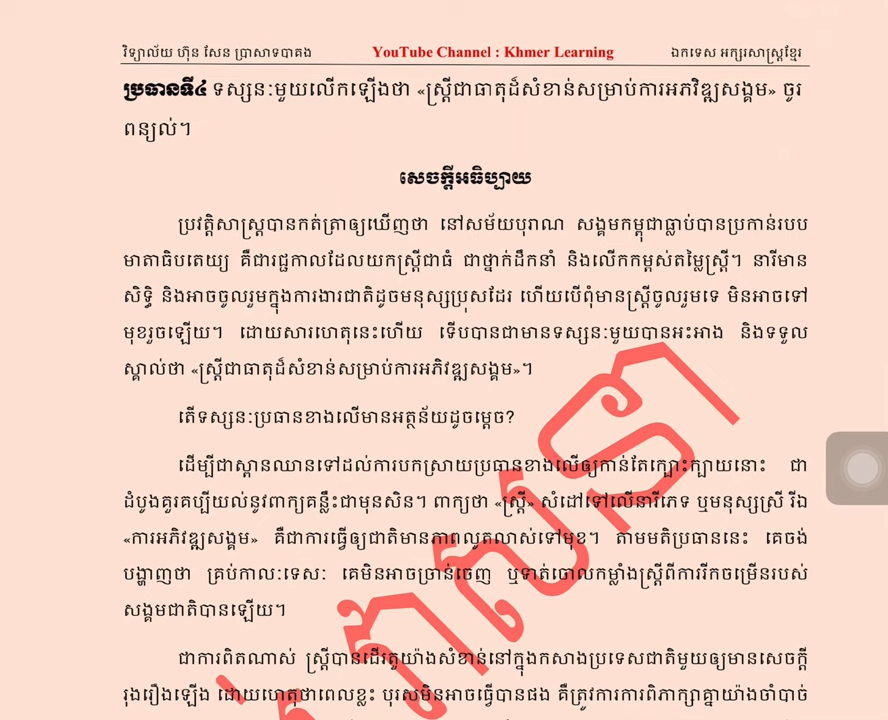 វិទ្យាល័យ ហ៊ុន សែន ប្រាសាទបាគង YouTube Channel : Khmer Learning ឯកទេស អក្សរសាស្ត្រខ្មែរ
ប្រធានទី៤ ទស្សនៈមួយលើកឡើងថា «ស្ត្រីជាធាតុដ៏សំខាន់សម្រាប់ការអភវិឌ្ឍសង្គម» ចូរ
ពន្យល់។
សេចក្ដីអធិប្បាយ
ប្រវត្តិសាស្ត្របានកត់ត្រាឲ្យឃើញថា នៅសម័យបុរាណ សង្គមកម្ពុជាធ្លាប់បានប្រកាន់របប
មាតាធិបតេយ្យ គឺជារជ្ជកាលដែលយកស្ត្រីជាធំ ជាថ្នាក់ដឹកនាំ និងលើកកម្ពស់តម្លៃស្ត្រី។ នារីមាន
សិទ្ធិ និងអាចចូលរួមក្នុងការងារជាតិដូចមនុស្សប្រុសដែរ ហើយបើពុំមានស្ត្រីចូលរួមទេ មិនអាចទៅ
មុខរួចឡើយ។ ដោយសារហេតុនេះហើយ ទើបបានជាមានទស្សនៈមួយបានអះអាង និងទទួល
ស្គាល់ថា «ស្ត្រីជាធាតុដ៏សំខាន់សម្រាប់ការអភិវឌ្ឍសង្គម»។
តើទស្សនៈប្រធានខាងលើមានអត្ថន័យដូចម្ដេច?
ដើម្បីជាស្ពានឈានទៅដល់ការបកស្រាយប្រធានខាងលើឲ្យកាន់តែក្បោះក្បាយនោះ ជា
ដំបូងគួរគប្បីយល់នូវពាក្យគន្លឹះជាមុនសិន។ ពាក្យថា «ស្ត្រី» សំដៅទៅលើនារីភេទ ឬមនុស្សស្រី រីឯ
«ការអភិវឌ្ឍសង្គម» គឺជាការធ្វើឲ្យជាតិមានភាពលូតលាស់ទៅមុខ។ តាមមតិប្រធាននេះ គេចង់
បង្ហាញថា គ្រប់កាលៈទេសៈ គេមិនអាចច្រានចេញ ឬទាត់ចោលកម្លាំងស្ត្រីពីការរីកចម្រើនរបស់
សង្គមជាតិបានឡើយ។
ជាការពិតណាស់ ស្ត្រីបានដើរតួយ៉ាងសំខាន់នៅក្នុងកសាងប្រទេសជាតិមួយឲ្យមានសេចក្ដី
រុងរឿងឡើង ដោយហេតុថាពេលខ្លះ បុរសមិនអាចធ្វើបានផង គឺត្រូវការការពិភាក្សាគ្នាយ៉ាងចាំបាច់